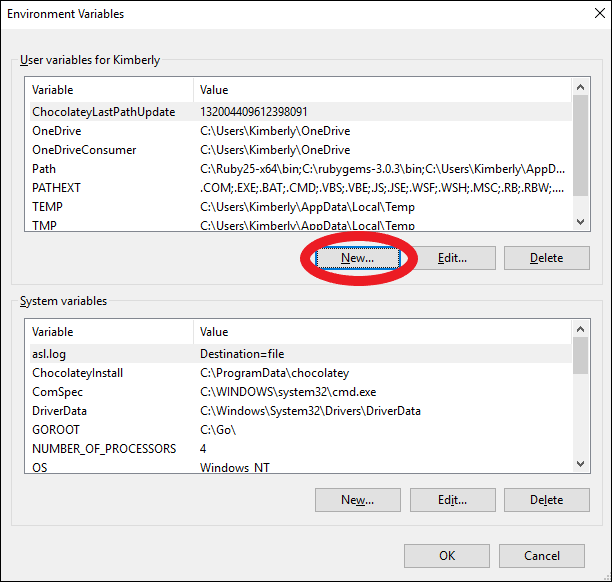 Environment Variables
User variables for Kimberly
Variable Value
ChocolateyLastPathUpdate 132004409612398091
OneDrive C:\Users\Kimberly\OneDrive
OneDriveConsumer C:\Users\Kimberly\OneDrive
Path C:\Ruby25-x64\bin;C:\rubygems-3.0.3\bin;C:\Users\Kimberly\AppD...
PATHEXT .COM;.EXE;.BAT;.CMD;.VBS;.VBE;.JS;.JSE;.WSF;.WSH;.MSC;.RB;.RBW;....
TEMP C:\Users\Kimberly\AppData\Local\Temp
TMP C:\Users\Kimberly\AppData\Local\Temp
New... Edit... Delete
System variables
Variable Value
asl.log Destination=file
ChocolateyInstall C:\ProgramData\chocolatey
ComSpec C:\WINDOWS\system32\cmd.exe
DriverData C:\Windows\System32\Drivers\DriverData
GOROOT C:\Go\
NUMBER_OF_PROCESSORS 4
OS Windows_NT
New... Edit... Delete
OK Cancel